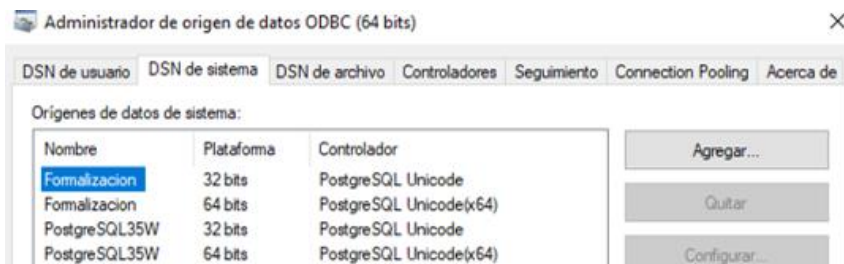 Administrador de origen de datos ODBC (64 bits)
DSN de usuario DSN de sistema DSN de archivo Controladores Seguimiento Connection Pooling Acerca de
Orígenes de datos de sistema:
Nombre Plataforma Controlador
Formalizacion 32 bits PostgreSQL Unicode
Formalizacion 64 bits PostgreSQL Unicode(x64)
PostgreSQL35W 32 bits PostgreSQL Unicode
PostgreSQL35W 64 bits PostgreSQL Unicode(x64)
Agregar...
Quitar
Configurar...